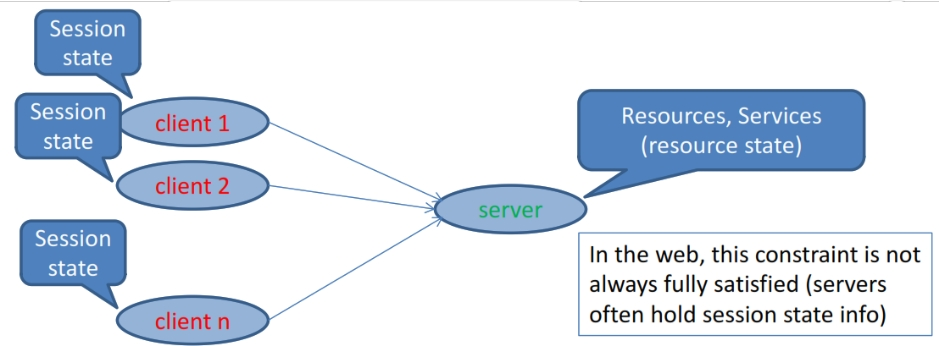 Session
state
client 1
Session
state
client 2
Session
state
client n
server
Resources, Services
(resource state)
In the web, this constraint is not
always fully satisfied (servers
often hold session state info)